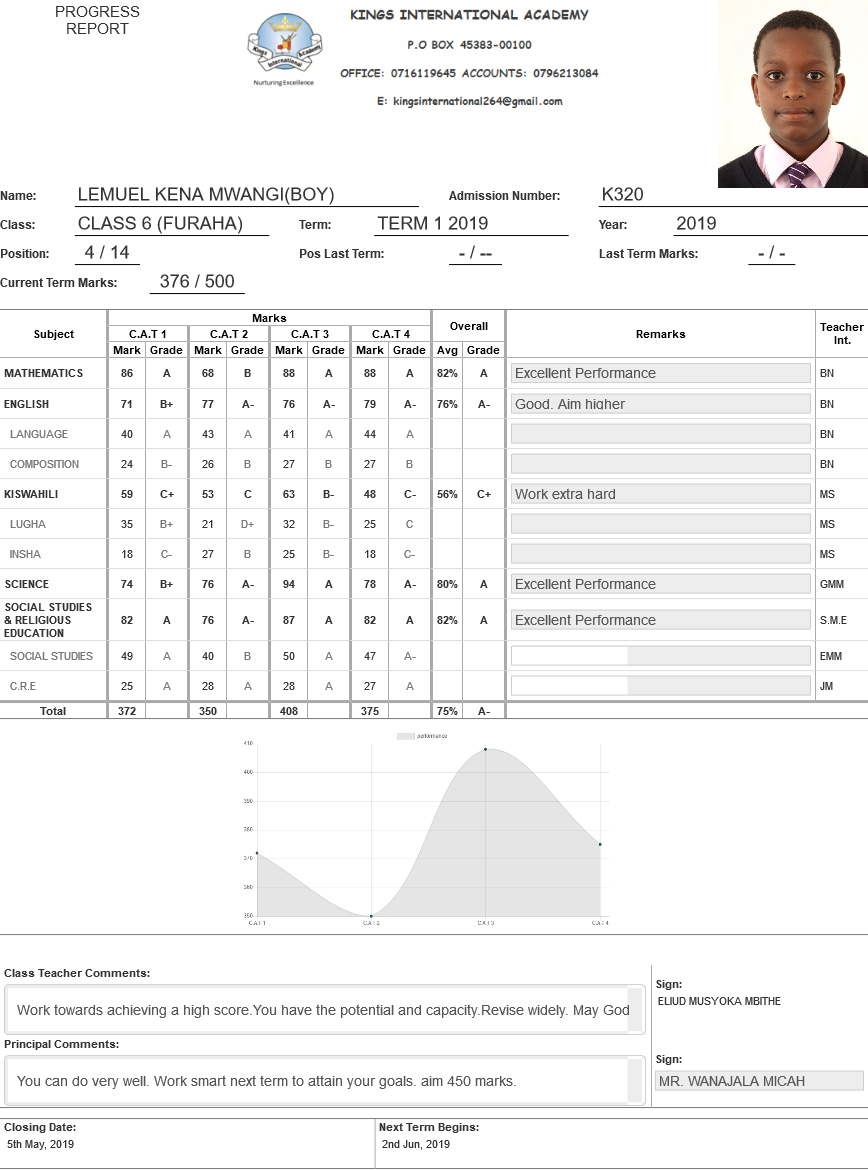 PROGRESS
REPORT
Kings International Academy
Nurturing Excellence
KINGS INTERNATIONAL ACADEMY
P.O BOX 45383-00100
OFFICE: 0716119645 ACCOUNTS: 0796213084
E: kingsinternational264@gmail.com
Name: LEMUEL KENA MWANGI(BOY) Admission Number: K320
Class: CLASS 6 (FURAHA) Term: TERM 1 2019 Year: 2019
Position: 4 / 14 Pos Last Term: - / -- Last Term Marks: - / -
Current Term Marks: 376 / 500
Marks
Subject C.A.T 1 C.A.T 2 C.A.T 3 C.A.T 4 Overall Remarks Teacher Int.
Mark Grade Mark Grade Mark Grade Mark Grade Avg Grade
MATHEMATICS 86 A 68 B 88 A 88 A 82% A Excellent Performance BN
ENGLISH 71 B+ 77 A- 76 A- 79 A- 76% A- Good. Aim higher BN
LANGUAGE 40 A 43 A 41 A 44 A BN
COMPOSITION 24 B- 26 B 27 B 27 B BN
KISWAHILI 59 C+ 53 C 63 B- 48 C- 56% C+ Work extra hard MS
LUGHA 35 B+ 21 D+ 32 B- 25 C MS
INSHA 18 C- 27 B 25 B- 18 C- MS
SCIENCE 74 B+ 76 A- 94 A 78 A- 80% A Excellent Performance GMM
SOCIAL STUDIES
& RELIGIOUS
EDUCATION 82 A 76 A- 87 A 82 A 82% A Excellent Performance S.M.E
SOCIAL STUDIES 49 A 40 B 50 A 47 A- EMM
C.R.E 25 A 28 A 28 A 27 A JM
Total 372 350 408 375 75% A-
performance
410
400
390
380
370
360
350
C.A.T 1 C.A.T 2 C.A.T 3 C.A.T 4
Class Teacher Comments:
Work towards achieving a high score.You have the potential and capacity.Revise widely. May God
Sign:
ELIUD MUSYOKA MBITHE
Principal Comments:
You can do very well. Work smart next term to attain your goals. aim 450 marks.
Sign:
MR. WANAJALA MICAH
Closing Date: Next Term Begins:
5th May, 2019 2nd Jun, 2019